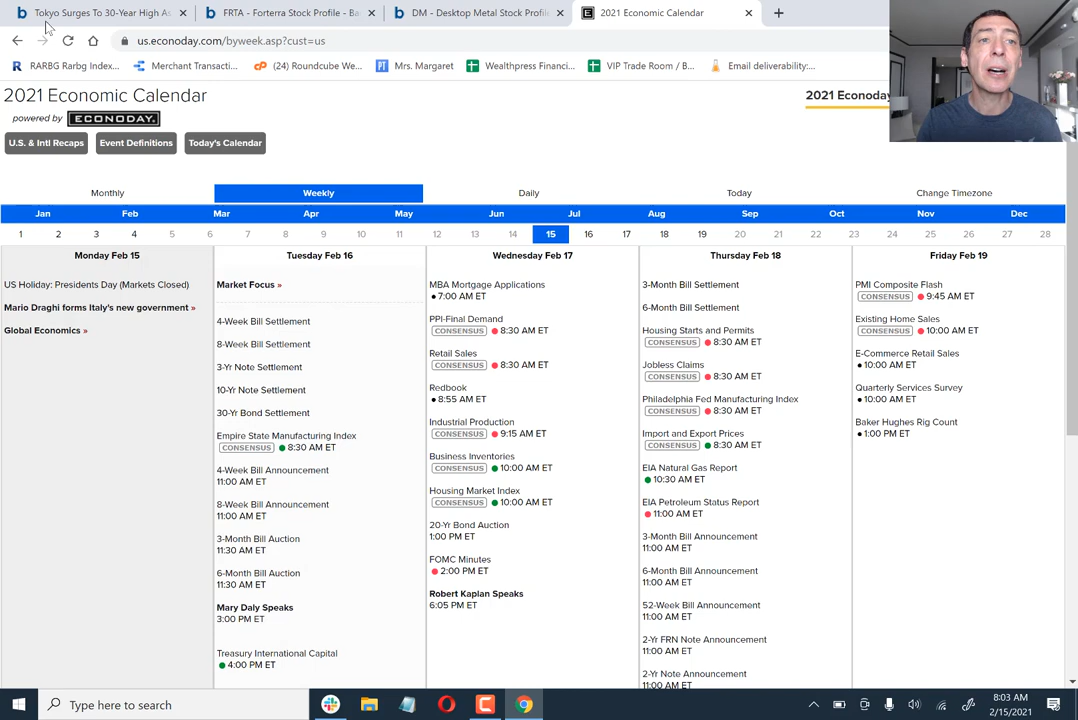 Tokyo Surges To 30-Year High As
FRTA - Forterra Stock Profile - Ba
DM - Desktop Metal Stock Profile
2021 Economic Calendar
us.econoday.com/byweek.asp?cust=us
RARBG Rarbg Index...
Merchant Transacti...
(24) Roundcube We...
Mrs. Margaret
Wealthpress Financi...
VIP Trade Room / B...
Email deliverability:...
2021 Economic Calendar
powered by ECONODAY.
2021 Econoday
U.S. & Intl Recaps
Event Definitions
Today's Calendar
Monthly
Weekly
Daily
Today
Change Timezone
Jan Feb Mar Apr May Jun Jul Aug Sep Oct Nov Dec
1 2 3 4 5 6 7 8 9 10 11 12 13 14 15 16 17 18 19 20 21 22 23 24 25 26 27 28
Monday Feb 15
US Holiday: Presidents Day (Markets Closed)
Mario Draghi forms Italy's new government »
Global Economics »
Tuesday Feb 16
Market Focus »
4-Week Bill Settlement
8-Week Bill Settlement
3-Yr Note Settlement
10-Yr Note Settlement
30-Yr Bond Settlement
Empire State Manufacturing Index
CONSENSUS 8:30 AM ET
4-Week Bill Announcement
11:00 AM ET
8-Week Bill Announcement
11:00 AM ET
3-Month Bill Auction
11:30 AM ET
6-Month Bill Auction
11:30 AM ET
Mary Daly Speaks
3:00 PM ET
Treasury International Capital
4:00 PM ET
Wednesday Feb 17
MBA Mortgage Applications
7:00 AM ET
PPI-Final Demand
CONSENSUS 8:30 AM ET
Retail Sales
CONSENSUS 8:30 AM ET
Redbook
8:55 AM ET
Industrial Production
CONSENSUS 9:15 AM ET
Business Inventories
CONSENSUS 10:00 AM ET
Housing Market Index
CONSENSUS 10:00 AM ET
20-Yr Bond Auction
1:00 PM ET
FOMC Minutes
2:00 PM ET
Robert Kaplan Speaks
6:05 PM ET
Thursday Feb 18
3-Month Bill Settlement
6-Month Bill Settlement
Housing Starts and Permits
CONSENSUS 8:30 AM ET
Jobless Claims
CONSENSUS 8:30 AM ET
Philadelphia Fed Manufacturing Index
CONSENSUS 8:30 AM ET
Import and Export Prices
CONSENSUS 8:30 AM ET
EIA Natural Gas Report
10:30 AM ET
EIA Petroleum Status Report
11:00 AM ET
3-Month Bill Announcement
11:00 AM ET
6-Month Bill Announcement
11:00 AM ET
52-Week Bill Announcement
11:00 AM ET
2-Yr FRN Note Announcement
11:00 AM ET
2-Yr Note Announcement
11:00 AM ET
Friday Feb 19
PMI Composite Flash
CONSENSUS 9:45 AM ET
Existing Home Sales
CONSENSUS 10:00 AM ET
E-Commerce Retail Sales
10:00 AM ET
Quarterly Services Survey
10:00 AM ET
Baker Hughes Rig Count
1:00 PM ET
Type here to search
8:03 AM
2/15/2021